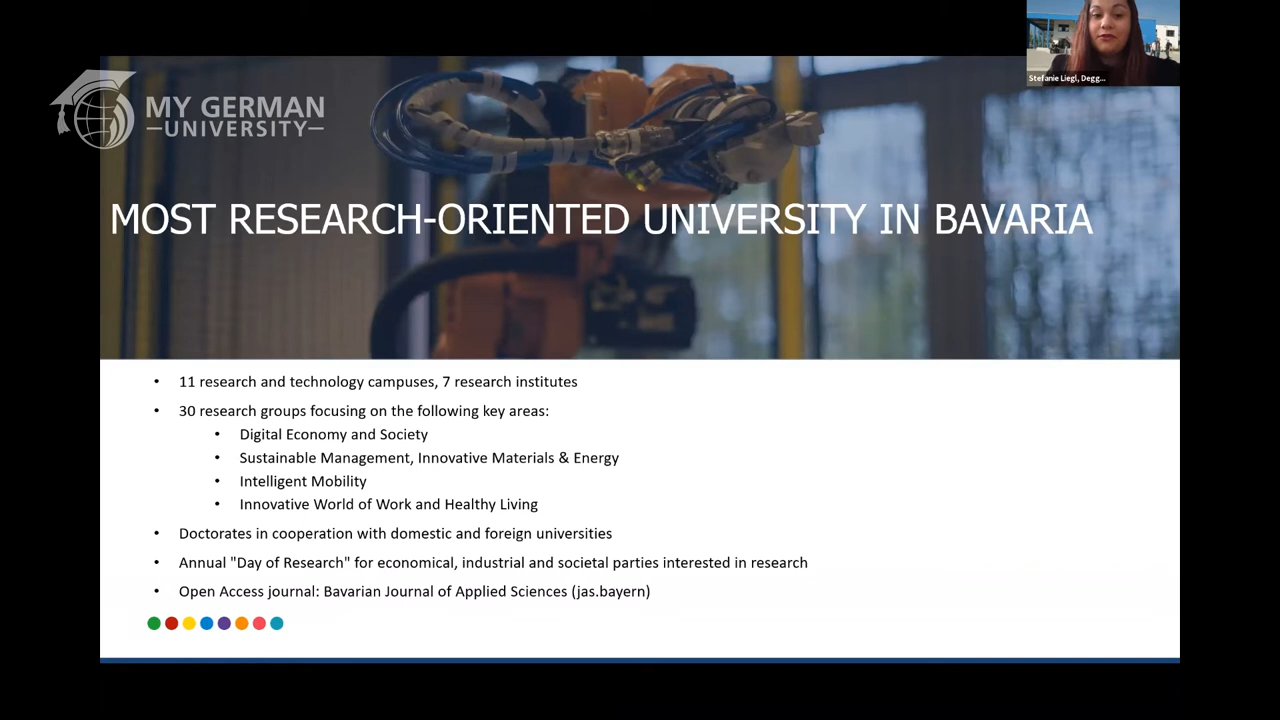 Stefanie Liegl, Degg...
MY GERMAN
UNIVERSITY
MOST RESEARCH-ORIENTED UNIVERSITY IN BAVARIA
• 11 research and technology campuses, 7 research institutes
• 30 research groups focusing on the following key areas:
• Digital Economy and Society
• Sustainable Management, Innovative Materials & Energy
• Intelligent Mobility
• Innovative World of Work and Healthy Living
• Doctorates in cooperation with domestic and foreign universities
• Annual "Day of Research" for economical, industrial and societal parties interested in research
• Open Access journal: Bavarian Journal of Applied Sciences (jas.bayern)